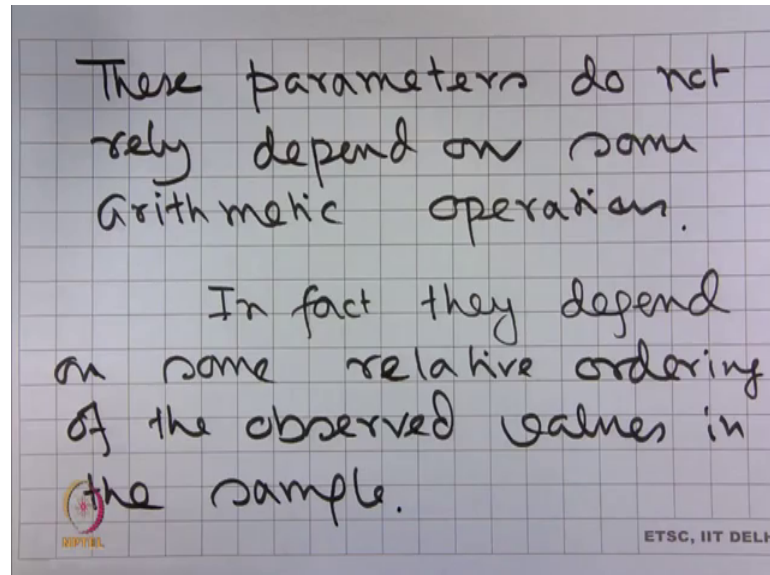 These parameters do not
rely depend on some
arithmetic operation.
In fact they depend
on some relative ordering
of the observed values in
the sample.
NPTEL
ETSC, IIT DELH